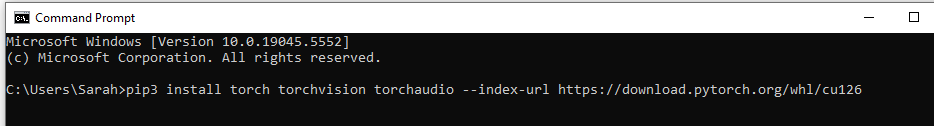 Command Prompt
Microsoft Windows [Version 10.0.19045.5552]
(c) Microsoft Corporation. All rights reserved.
C:\Users\Sarah>pip3 install torch torchvision torchaudio --index-url https://download.pytorch.org/whl/cu126